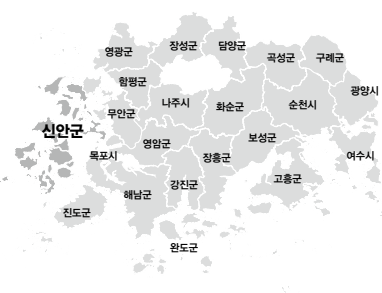 영광군
장성군
담양군
곡성군
구례군
함평군
광양시
무안군
나주시
화순군
순천시
신안군
보성군
영암군
목포시
장흥군
여수시
강진군
고흥군
해남군
진도군
완도군